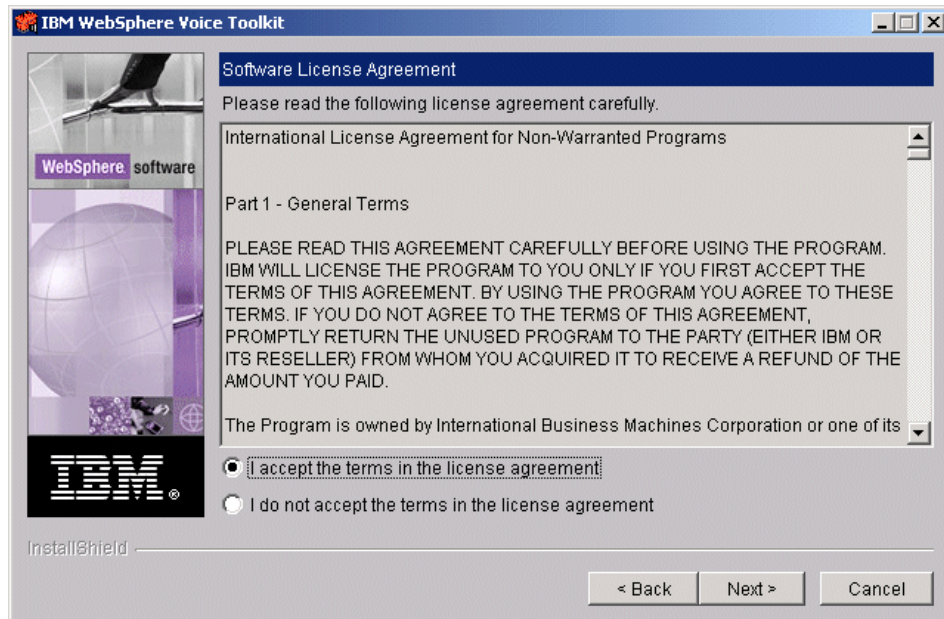 IBM WebSphere Voice Toolkit
Software License Agreement
Please read the following license agreement carefully.
International License Agreement for Non-Warranted Programs
Part 1 - General Terms
PLEASE READ THIS AGREEMENT CAREFULLY BEFORE USING THE PROGRAM.
IBM WILL LICENSE THE PROGRAM TO YOU ONLY IF YOU FIRST ACCEPT THE
TERMS OF THIS AGREEMENT. BY USING THE PROGRAM YOU AGREE TO THESE
TERMS. IF YOU DO NOT AGREE TO THE TERMS OF THIS AGREEMENT,
PROMPTLY RETURN THE UNUSED PROGRAM TO THE PARTY (EITHER IBM OR
ITS RESELLER) FROM WHOM YOU ACQUIRED IT TO RECEIVE A REFUND OF THE
AMOUNT YOU PAID.
The Program is owned by International Business Machines Corporation or one of its
WebSphere software
IBM®
I accept the terms in the license agreement
I do not accept the terms in the license agreement
InstallShield
< Back
Next >
Cancel